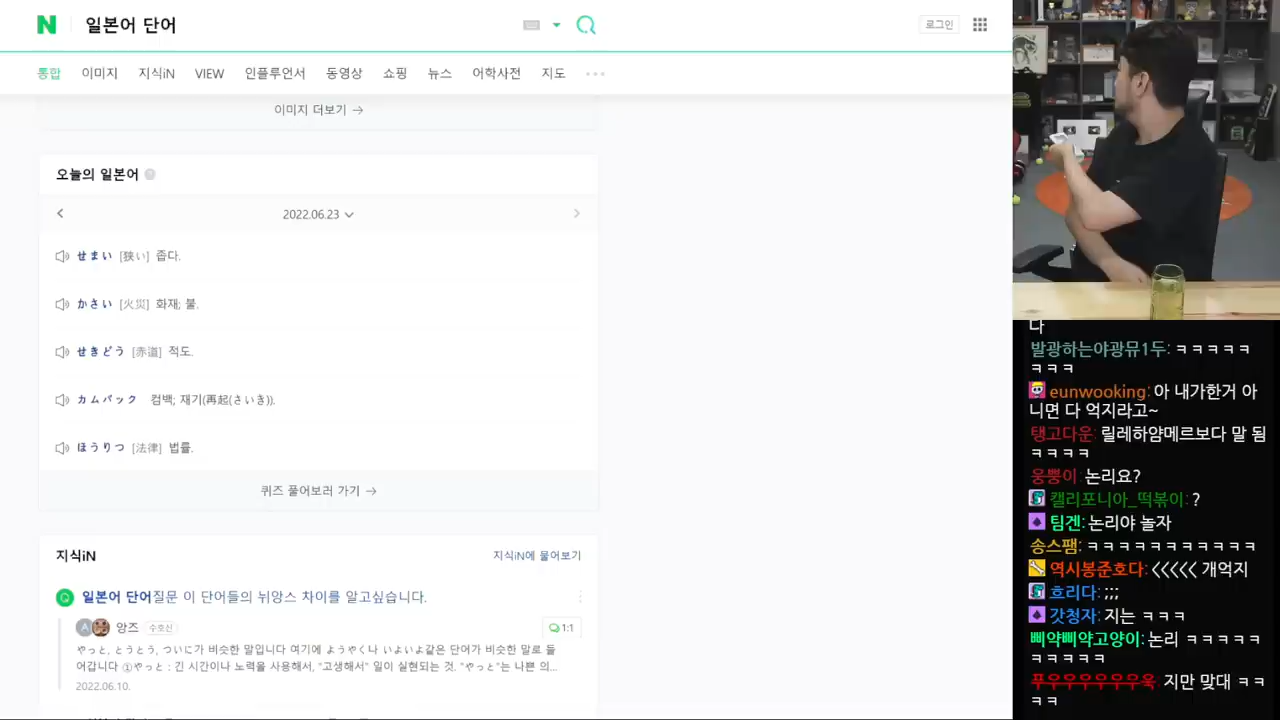 N 일본어 단어
로그인
통합 이미지 지식iN VIEW 인플루언서 동영상 쇼핑 뉴스 어학사전 지도
이미지 더보기 →
오늘의 일본어
2022.06.23
せまい [狭い] 좁다.
かさい [火災] 화재; 불.
せきどう [赤道] 적도.
カムバック 컴백; 재기(再起(さいき)).
ほうりつ [法律] 법률.
퀴즈 풀어보러 가기 →
지식iN
지식iN에 물어보기
일본어 단어질문 이 단어들의 뉘앙스 차이를 알고싶습니다.
앙즈 수호신
1:1
やっと, とうとう, ついに가 비슷한 말입니다 여기에 ようやく나 いよいよ같은 단어가 비슷한 말로 들
어갑니다 ①やっと : 긴 시간이나 노력을 사용해서, "고생해서" 일이 실현되는 것. "やっと"는 나쁜 의...
2022.06.10.
다
발광하는야광뮤1두: ㅋㅋㅋㅋㅋ
ㅋㅋㅋ
eunwooking: 아 내가한거 아
니면 다 억지라고~
탱고다운: 릴레하얌메르보다 말 됨
ㅋㅋㅋㅋ
웅뿡이: 논리요?
캘리포니아_떡볶이: ?
팀겐: 논리야 놀자
송스팸: ㅋㅋㅋㅋㅋㅋㅋㅋㅋㅋㅋ
역시봉준호다: <<<<< 개억지
흐리다: ;;;
갓청자: 지는 ㅋㅋㅋ
삐약삐약고양이: 논리 ㅋㅋㅋㅋㅋ
ㅋㅋㅋㅋㅋ
푸우우우우우우욱: 지만 맞대 ㅋㅋ
ㅋㅋ